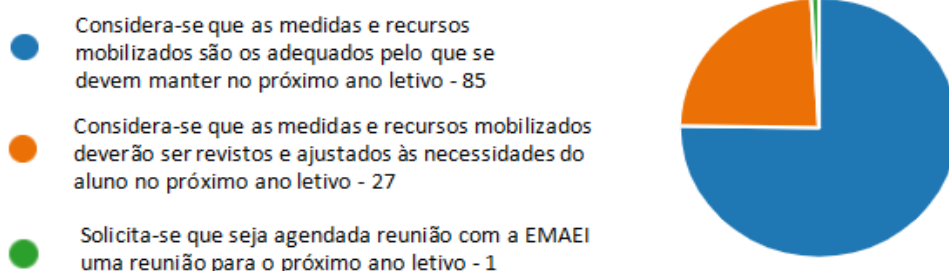 Considera-se que as medidas e recursos
mobilizados são os adequados pelo que se
devem manter no próximo ano letivo - 85
Considera-se que as medidas e recursos mobilizados
deverão ser revistos e ajustados às necessidades do
aluno no próximo ano letivo - 27
Solicita-se que seja agendada reunião com a EMAEI
uma reunião para o próximo ano letivo - 1